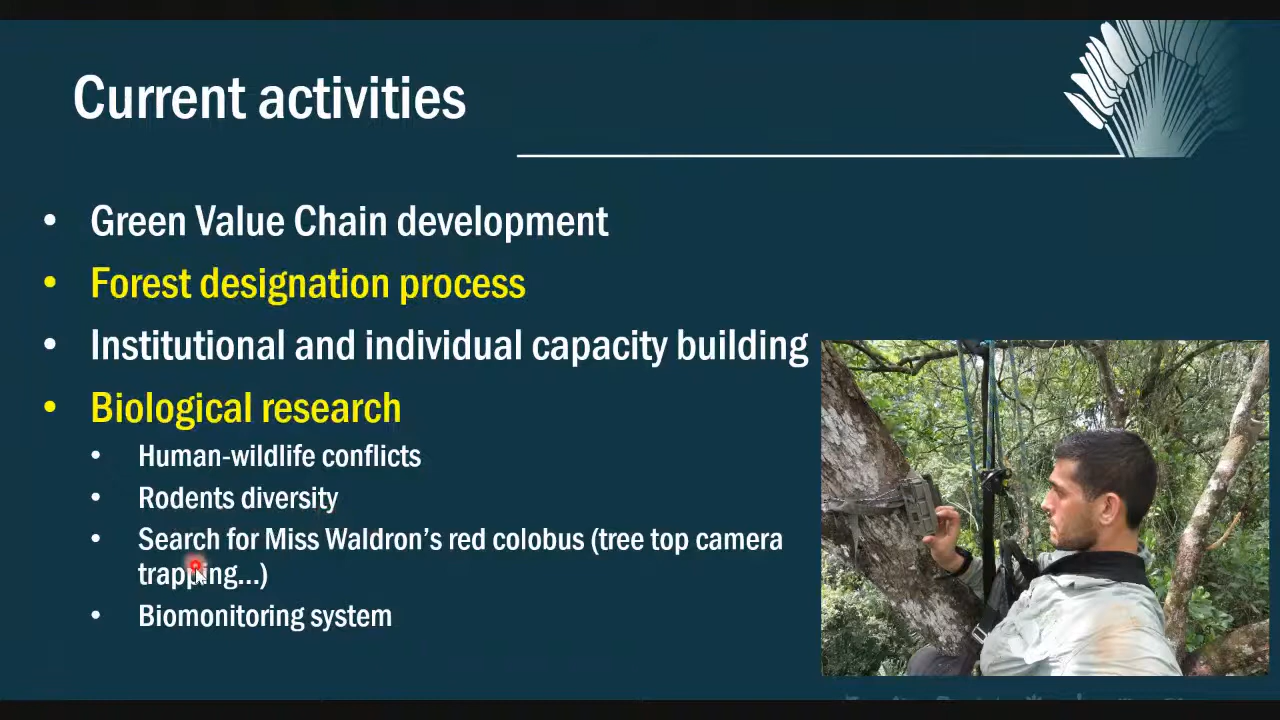 Current activities
• Green Value Chain development
• Forest designation process
• Institutional and individual capacity building
• Biological research
• Human-wildlife conflicts
• Rodents diversity
• Search for Miss Waldron’s red colobus (tree top camera
trapping...)
• Biomonitoring system